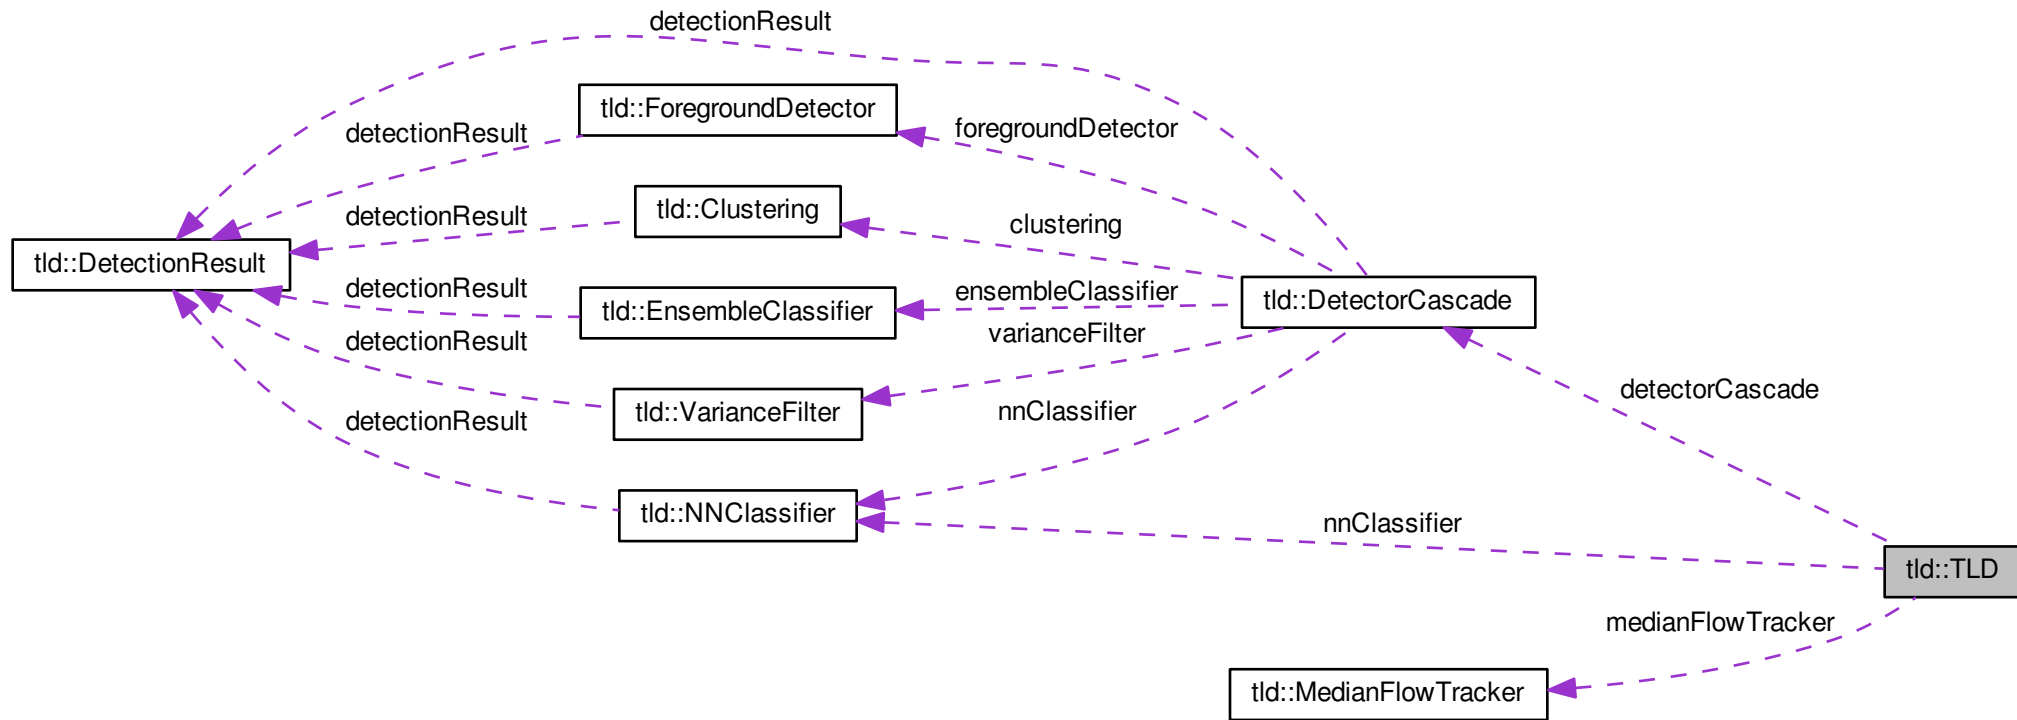 detectionResult
tld::ForegroundDetector
detectionResult
foregroundDetector
tld::Clustering
detectionResult
clustering
tld::DetectionResult
detectionResult
ensembleClassifier
tld::DetectorCascade
tld::EnsembleClassifier
detectionResult
varianceFilter
detectorCascade
tld::VarianceFilter
detectionResult
nnClassifier
tld::NNClassifier
nnClassifier
tld::TLD
medianFlowTracker
tld::MedianFlowTracker